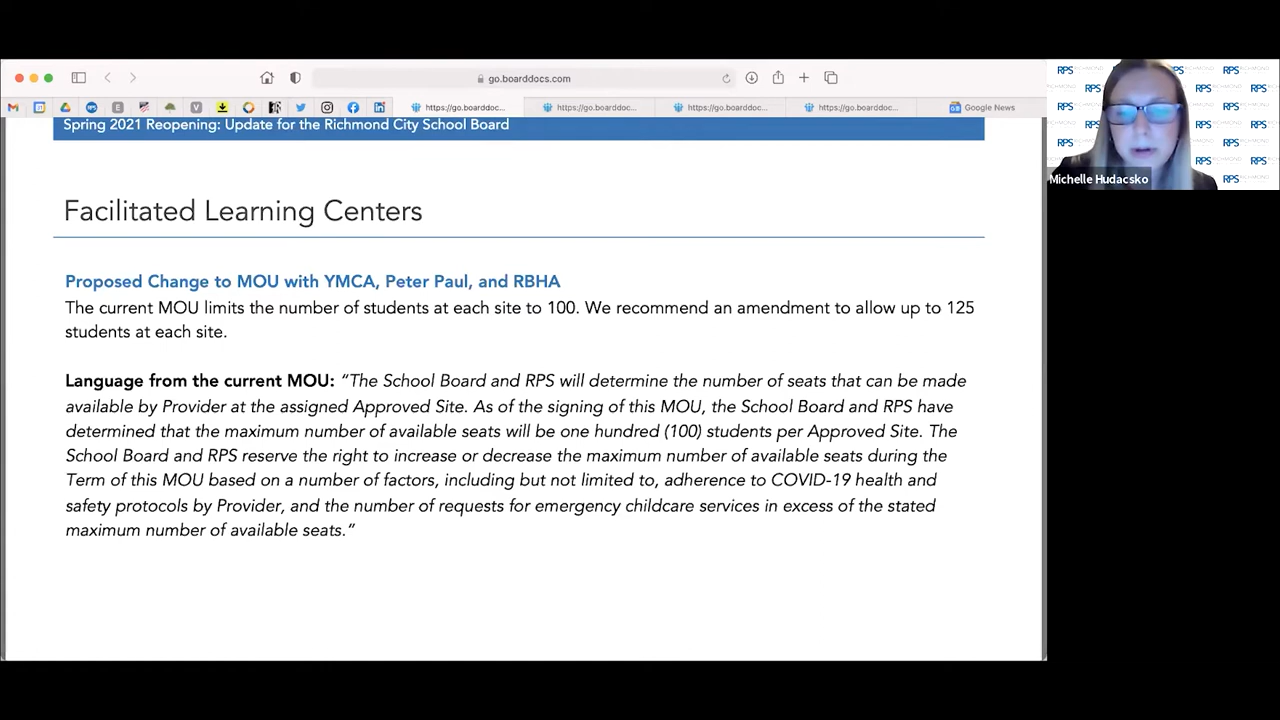 go.boarddocs.com
https://go.boarddoc...
https://go.boarddoc...
https://go.boarddoc...
https://go.boarddoc...
Google News
Spring 2021 Reopening: Update for the Richmond City School Board
Facilitated Learning Centers
Proposed Change to MOU with YMCA, Peter Paul, and RBHA
The current MOU limits the number of students at each site to 100. We recommend an amendment to allow up to 125
students at each site.
Language from the current MOU: “The School Board and RPS will determine the number of seats that can be made
available by Provider at the assigned Approved Site. As of the signing of this MOU, the School Board and RPS have
determined that the maximum number of available seats will be one hundred (100) students per Approved Site. The
School Board and RPS reserve the right to increase or decrease the maximum number of available seats during the
Term of this MOU based on a number of factors, including but not limited to, adherence to COVID-19 health and
safety protocols by Provider, and the number of requests for emergency childcare services in excess of the stated
maximum number of available seats.”
RPS
Michelle Hudacsko